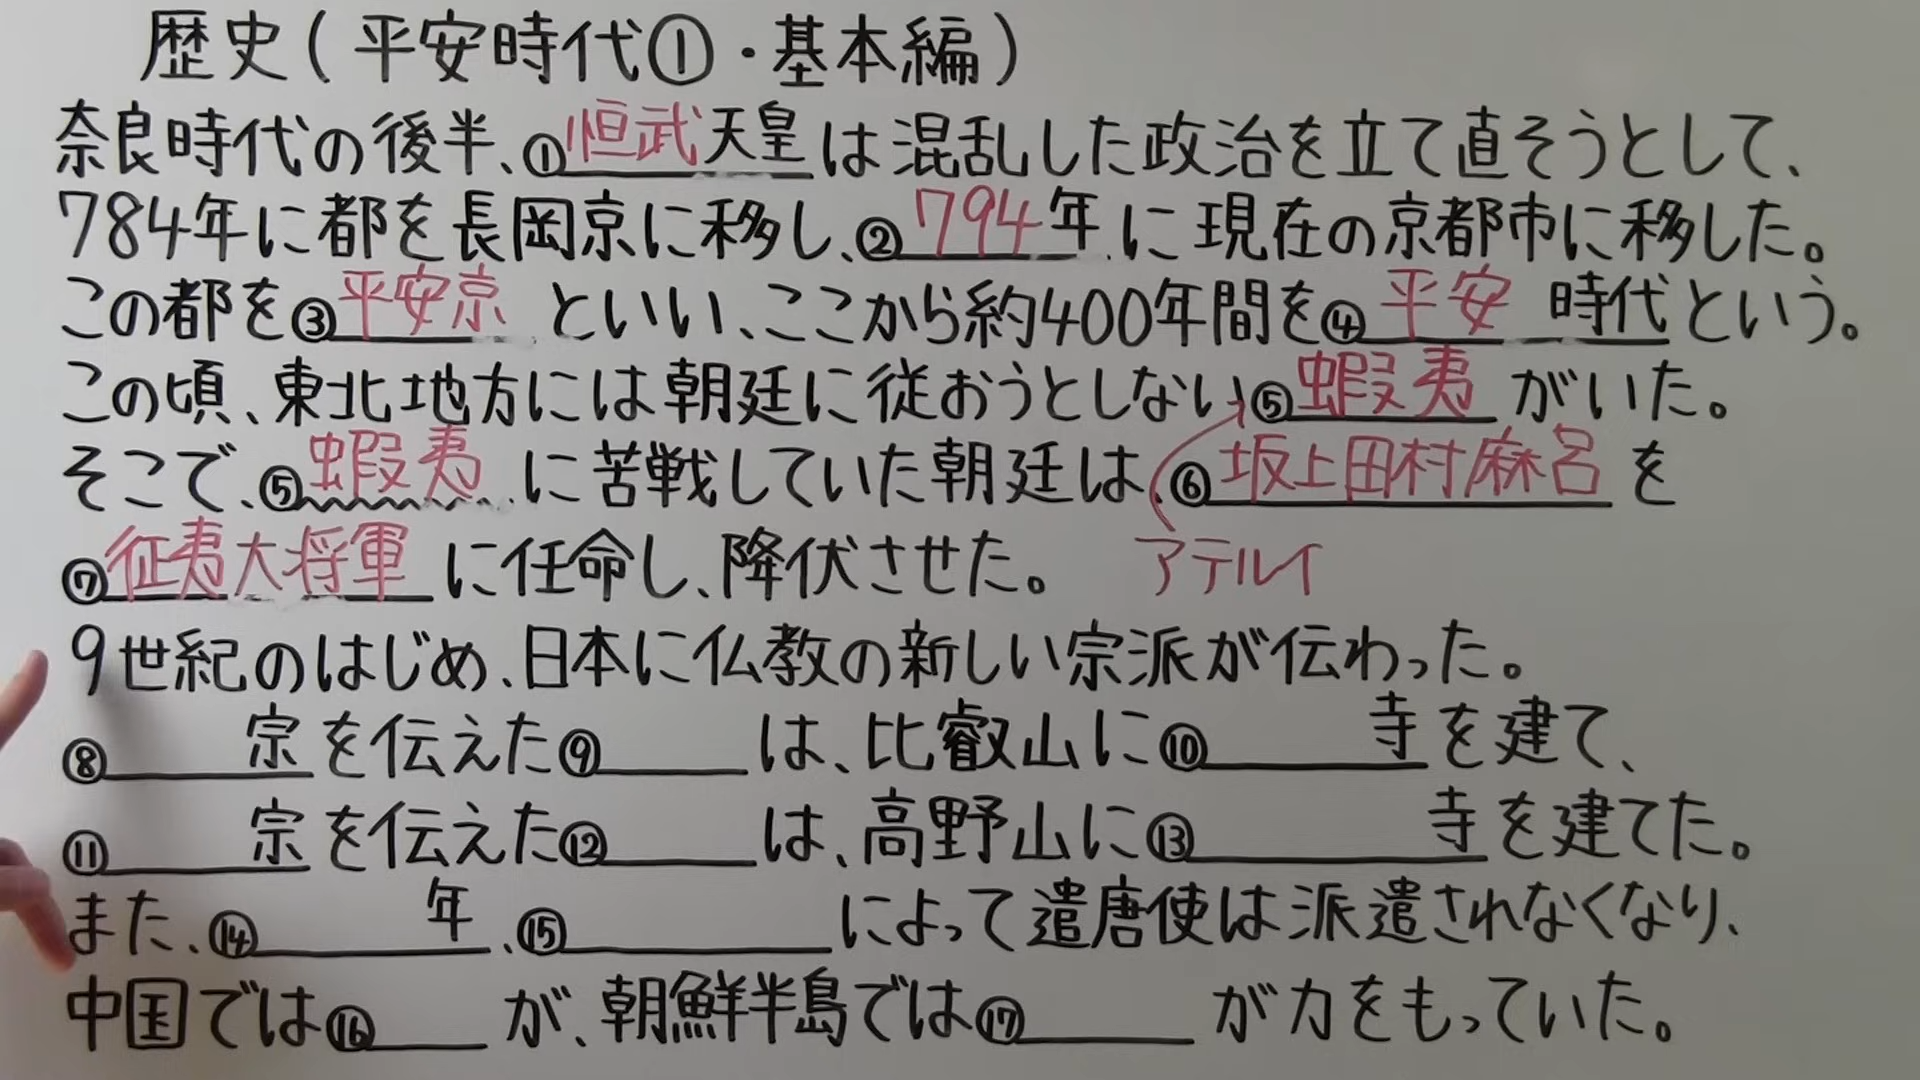 歴史(平安時代①・基本編)
奈良時代の後半、①恒武天皇は混乱した政治を立て直そうとして、
784年に都を長岡京に移し、②794年に現在の京都市に移した。
この都を③平安京といい、ここから約400年間を④平安時代という。
この頃、東北地方には朝廷に従おうとしない⑤蝦夷がいた。
そこで、⑤蝦夷に苦戦していた朝廷は、⑥坂上田村麻呂を
⑦征夷大将軍に任命し、降伏させた。 アテルイ
9世紀のはじめ、日本に仏教の新しい宗派が伝わった。
⑧宗を伝えた⑨は、比叡山に⑩寺を建て、
⑪宗を伝えた⑫は、高野山に⑬寺を建てた。
また、⑭年、⑮によって遣唐使は派遣されなくなり、
中国では⑯が、朝鮮半島では⑰が力をもっていた。